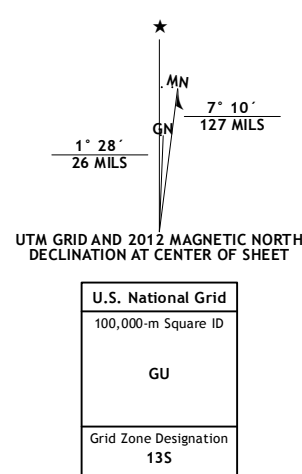 ★
MN
GN
7° 10´
127 MILS
1° 28´
26 MILS
UTM GRID AND 2012 MAGNETIC NORTH
DECLINATION AT CENTER OF SHEET
U.S. National Grid
100,000-m Square ID
GU
Grid Zone Designation
13S